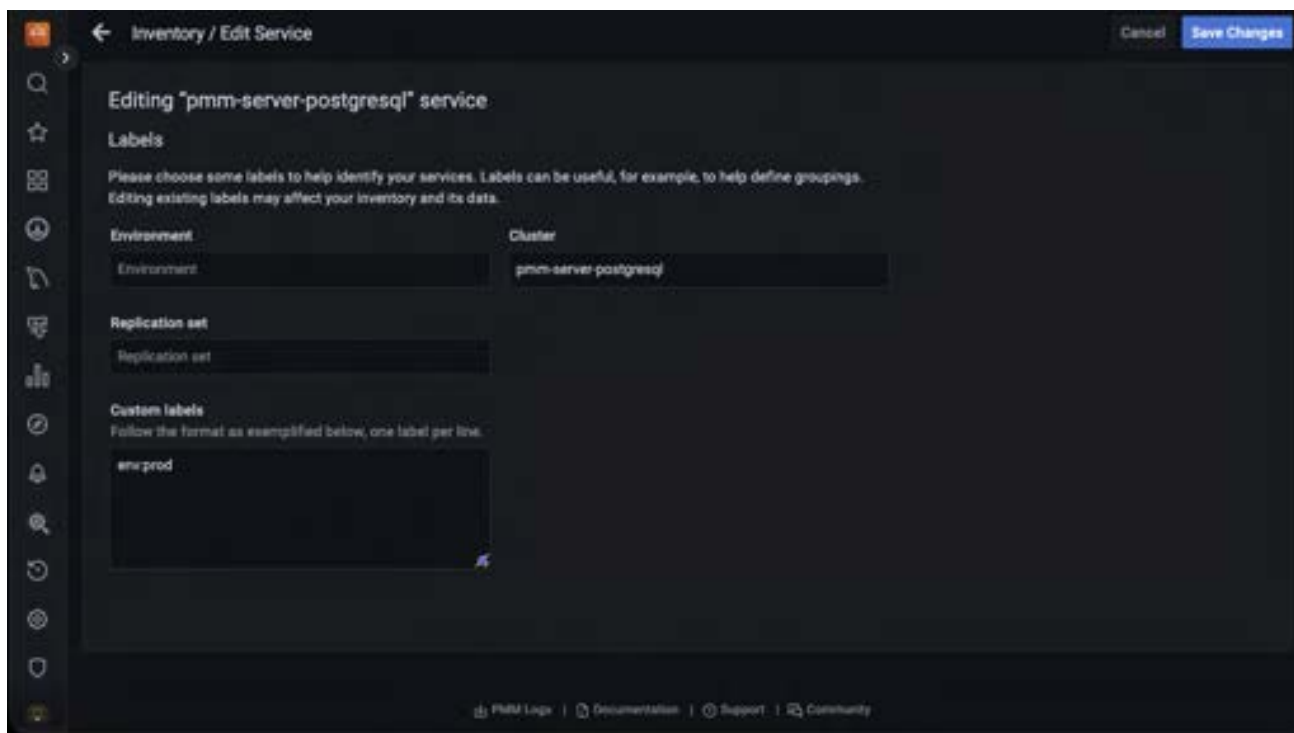 Inventory / Edit Service
Cancel
Save Changes
Editing "pmm-server-postgresql" service
Labels
Please choose some labels to help identify your services. Labels can be useful, for example, to help define groupings.
Editing existing labels may affect your inventory and its data.
Environment
Cluster
Environment
pmm-server-postgresql
Replication set
Replication set
Custom labels
Follow the format as exemplified below, one label per line.
env:prod
PMM Logs | Documentation | Support | Community